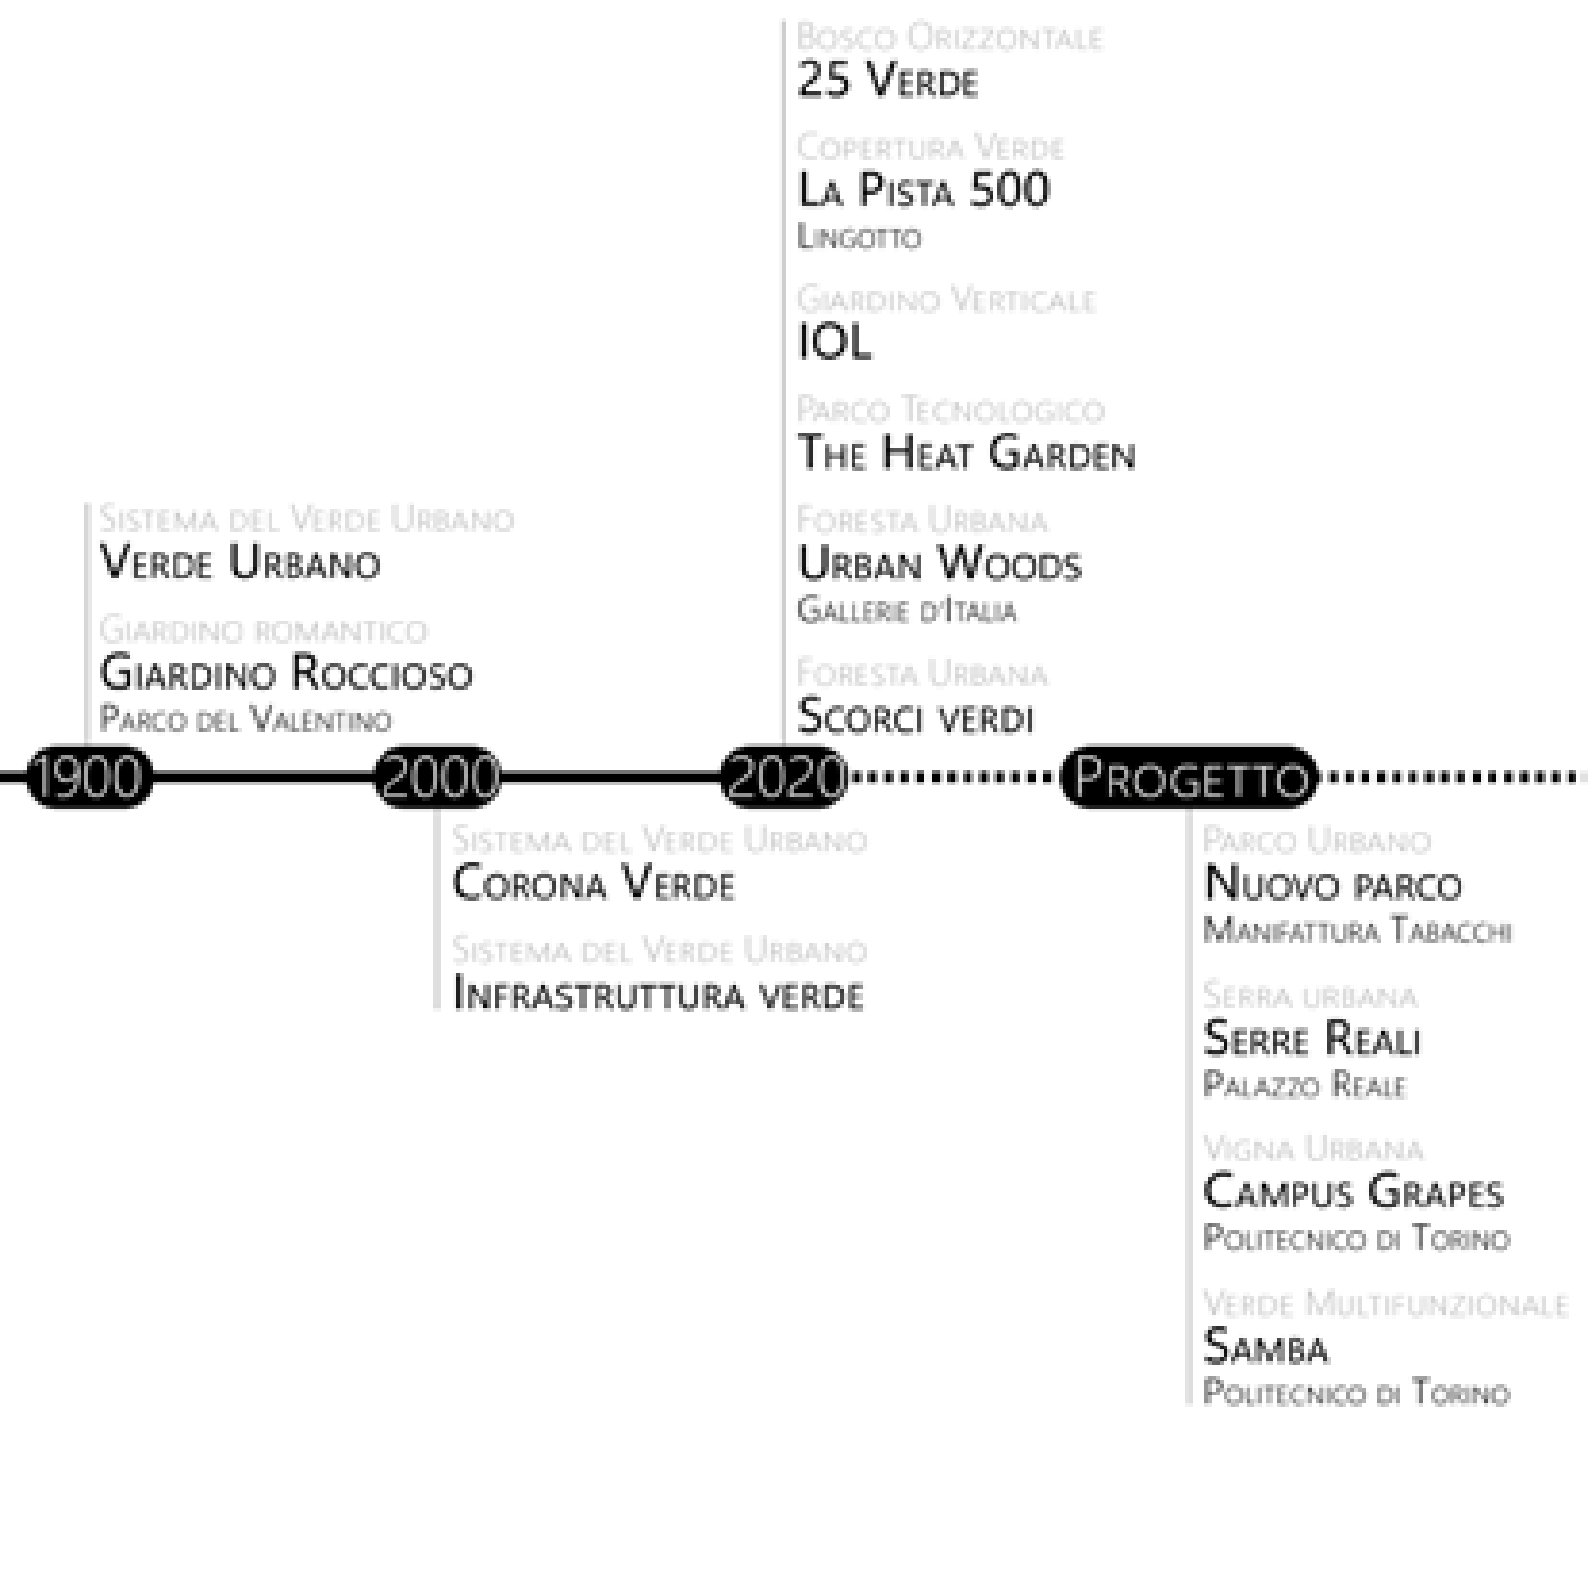 Bosco Orizzontale
25 Verde
Copertura Verde
La Pista 500
Lingotto
Giardino Verticale
IOL
Parco Tecnologico
The Heat Garden
Foresta Urbana
Urban Woods
Gallerie d'Italia
Foresta Urbana
Scorci verdi
Sistema del Verde Urbano
Verde Urbano
Giardino romantico
Giardino Roccioso
Parco del Valentino
1900
2000
2020
Progetto
Sistema del Verde Urbano
Corona Verde
Sistema del Verde Urbano
Infrastruttura verde
Parco Urbano
Nuovo parco
Manifattura Tabacchi
Serra urbana
Serre Reali
Palazzo Reale
Vigna Urbana
Campus Grapes
Politecnico di Torino
Verde Multifunzionale
Samba
Politecnico di Torino